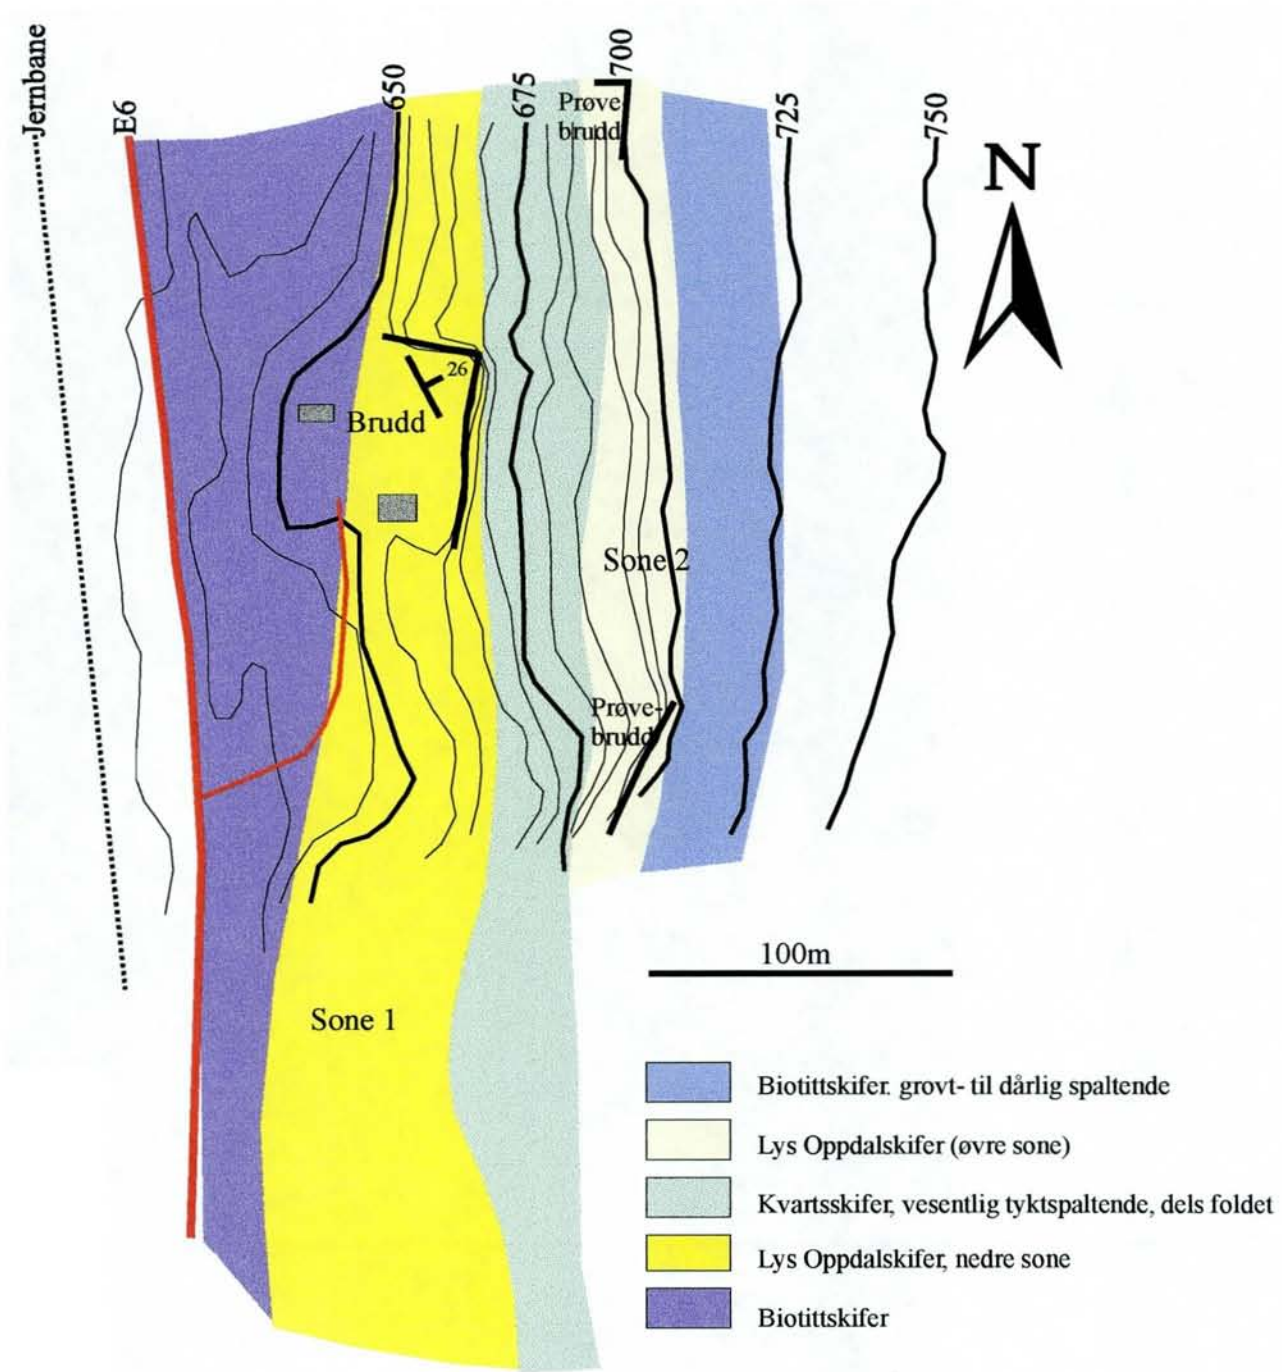 Jernbane
E6
650
675
700
725
750
Prøve
brudd
N
26
Brudd
Sone 2
Prøve-
brudd
100m
Sone 1
Biotittskifer. grovt- til dårlig spaltende
Lys Oppdalskifer (øvre sone)
Kvartsskifer, vesentlig tyktspaltende, dels foldet
Lys Oppdalskifer, nedre sone
Biotittskifer